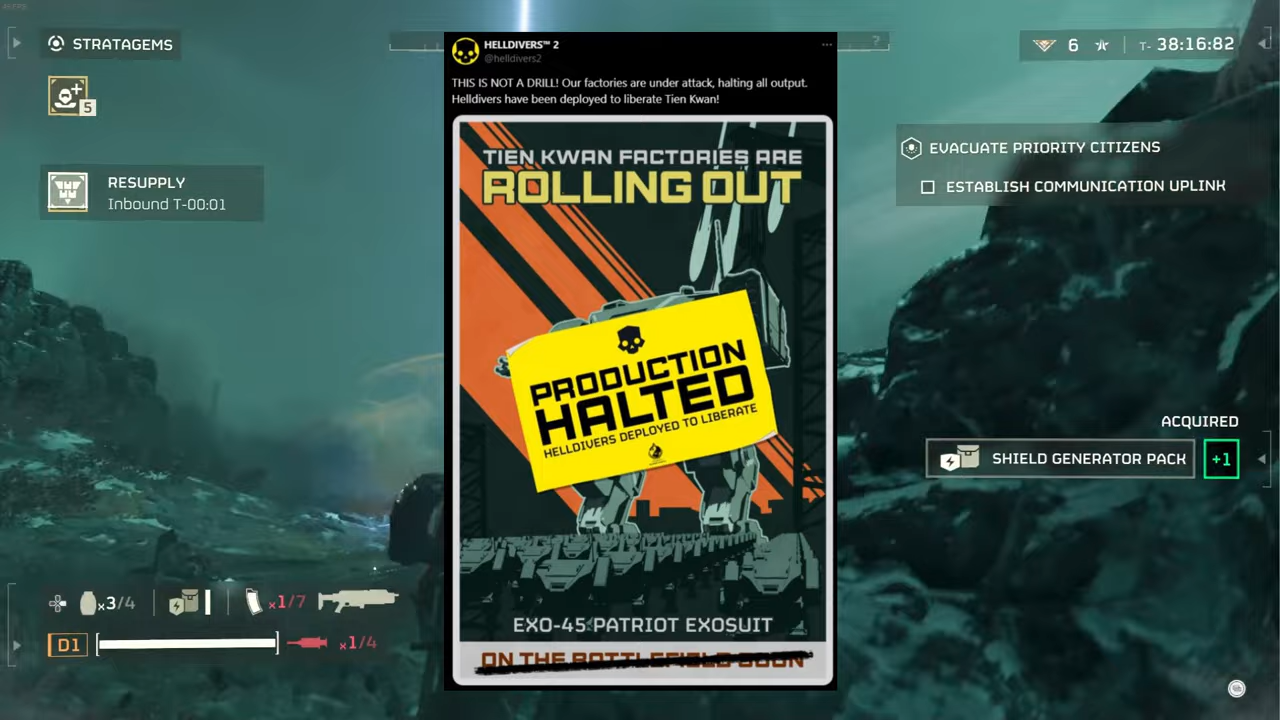 STRATAGEMS
5
RESUPPLY
Inbound T-00:01
HELLDIVERS™ 2
@helldivers2
THIS IS NOT A DRILL! Our factories are under attack, halting all output.
Helldivers have been deployed to liberate Tien Kwan!
TIEN KWAN FACTORIES ARE
ROLLING OUT
PRODUCTION
HALTED
HELLDIVERS DEPLOYED TO LIBERATE
EXO-45 PATRIOT EXOSUIT
ON THE BATTLEFIELD SOON
?
6 T- 38:16:82
EVACUATE PRIORITY CITIZENS
ESTABLISH COMMUNICATION UPLINK
ACQUIRED
SHIELD GENERATOR PACK +1
x3/4 x1/7
D1 x1/4